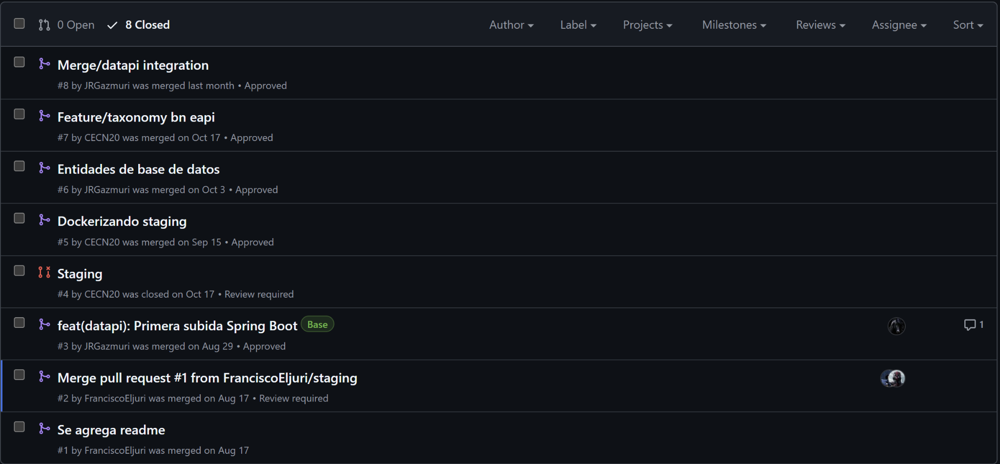 0 Open 8 Closed Author Label Projects Milestones Reviews Assignee Sort
Merge/datapi integration
#8 by JRGazmuri was merged last month • Approved
Feature/taxonomy bn eapi
#7 by CECN20 was merged on Oct 17 • Approved
Entidades de base de datos
#6 by JRGazmuri was merged on Oct 3 • Approved
Dockerizando staging
#5 by CECN20 was merged on Sep 15 • Approved
Staging
#4 by CECN20 was closed on Oct 17 • Review required
feat(datapi): Primera subida Spring Boot Base 1
#3 by JRGazmuri was merged on Aug 29 • Approved
Merge pull request #1 from FranciscoEljuri/staging
#2 by FranciscoEljuri was merged on Aug 17 • Review required
Se agrega readme
#1 by FranciscoEljuri was merged on Aug 17